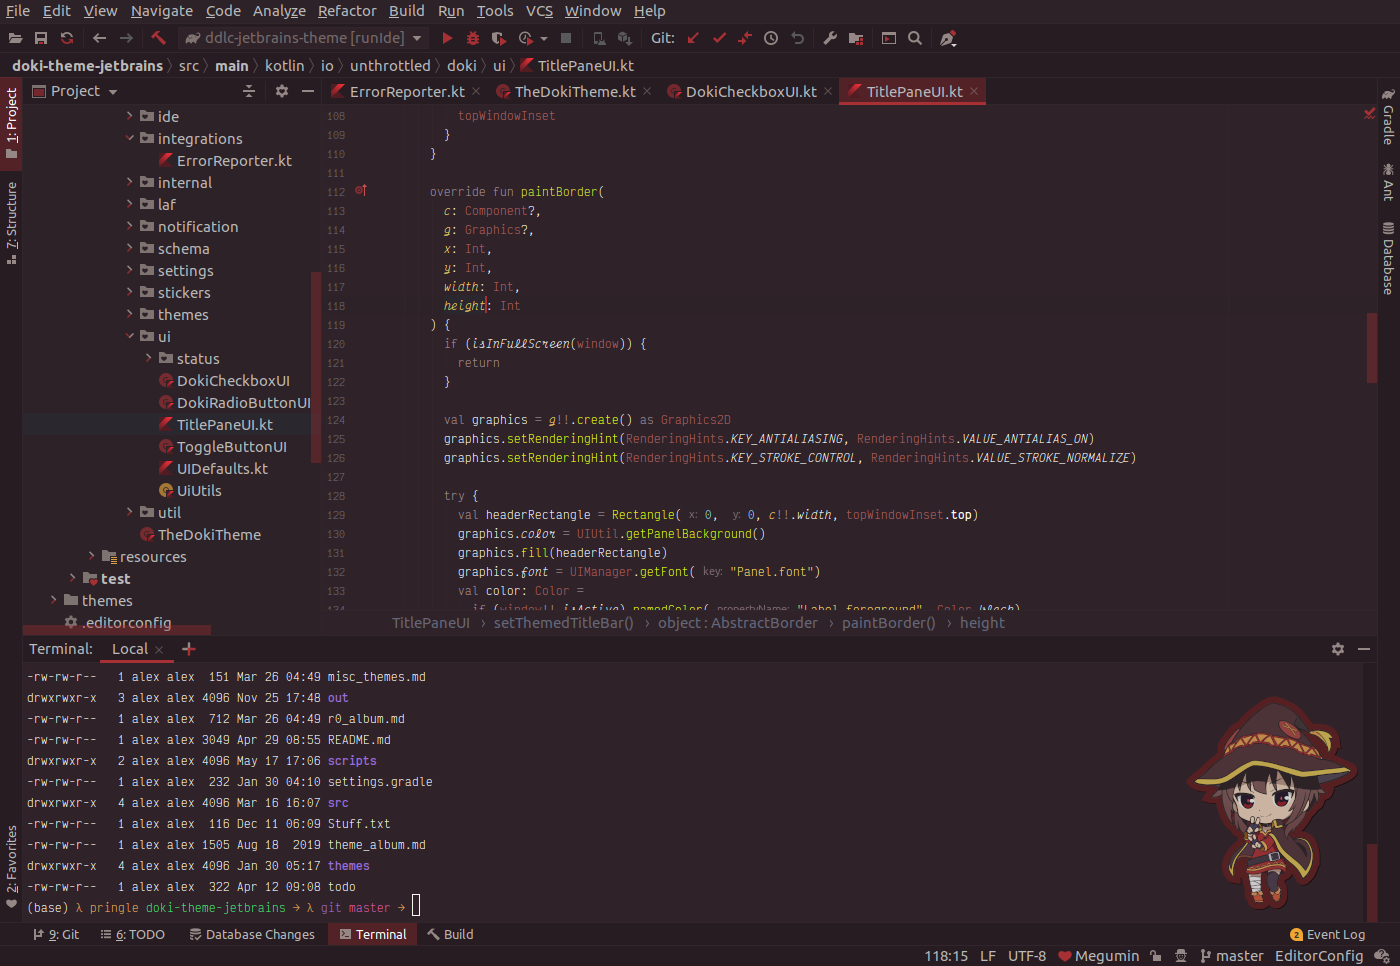 File Edit View Navigate Code Analyze Refactor Build Run Tools VCS Window Help
ddlc-jetbrains-theme [runIde] Git:
doki-theme-jetbrains › src › main › kotlin › io › unthrottled › doki › ui › TitlePaneUI.kt
1: Project
7: Structure
2: Favorites
Project
ide
integrations
ErrorReporter.kt
internal
laf
notification
schema
settings
stickers
themes
ui
status
DokiCheckboxUI
DokiRadioButtonUI
TitlePaneUI.kt
ToggleButtonUI
UIDefaults.kt
UiUtils
util
TheDokiTheme
resources
test
themes
.editorconfig
ErrorReporter.kt × TheDokiTheme.kt × DokiCheckboxUI.kt × TitlePaneUI.kt ×
108 topWindowInset
109 }
110 }
111
112 override fun paintBorder(
113 c: Component?,
114 g: Graphics?,
115 x: Int,
116 y: Int,
117 width: Int,
118 height: Int
119 ) {
120 if (isInFullScreen(window)) {
121 return
122 }
123
124 val graphics = g!!.create() as Graphics2D
125 graphics.setRenderingHint(RenderingHints.KEY_ANTIALIASING, RenderingHints.VALUE_ANTIALIAS_ON)
126 graphics.setRenderingHint(RenderingHints.KEY_STROKE_CONTROL, RenderingHints.VALUE_STROKE_NORMALIZE)
127
128 try {
129 val headerRectangle = Rectangle( x: 0, y: 0, c!!.width, topWindowInset.top)
130 graphics.color = UIUtil.getPanelBackground()
131 graphics.fill(headerRectangle)
132 graphics.font = UIManager.getFont( key: "Panel.font")
133 val color: Color =
134 if (window!!.isActive) namedColor( propertyName: "Label.foreground", Color.black)
TitlePaneUI › setThemedTitleBar() › object : AbstractBorder › paintBorder() › height
Gradle
Ant
Database
Terminal: Local × +
-rw-rw-r-- 1 alex alex 151 Mar 26 04:49 misc_themes.md
drwxrwxr-x 3 alex alex 4096 Nov 25 17:48 out
-rw-rw-r-- 1 alex alex 712 Mar 26 04:49 r0_album.md
-rw-rw-r-- 1 alex alex 3049 Apr 29 08:55 README.md
drwxrwxr-x 2 alex alex 4096 May 17 17:06 scripts
-rw-rw-r-- 1 alex alex 232 Jan 30 04:10 settings.gradle
drwxrwxr-x 4 alex alex 4096 Mar 16 16:07 src
-rw-rw-r-- 1 alex alex 116 Dec 11 06:09 Stuff.txt
-rw-rw-r-- 1 alex alex 1505 Aug 18 2019 theme_album.md
drwxrwxr-x 4 alex alex 4096 Jan 30 05:17 themes
-rw-rw-r-- 1 alex alex 322 Apr 12 09:08 todo
(base) λ pringle doki-theme-jetbrains → λ git master →
9: Git 6: TODO Database Changes Terminal Build 2 Event Log
118:15 LF UTF-8 Megumin master EditorConfig